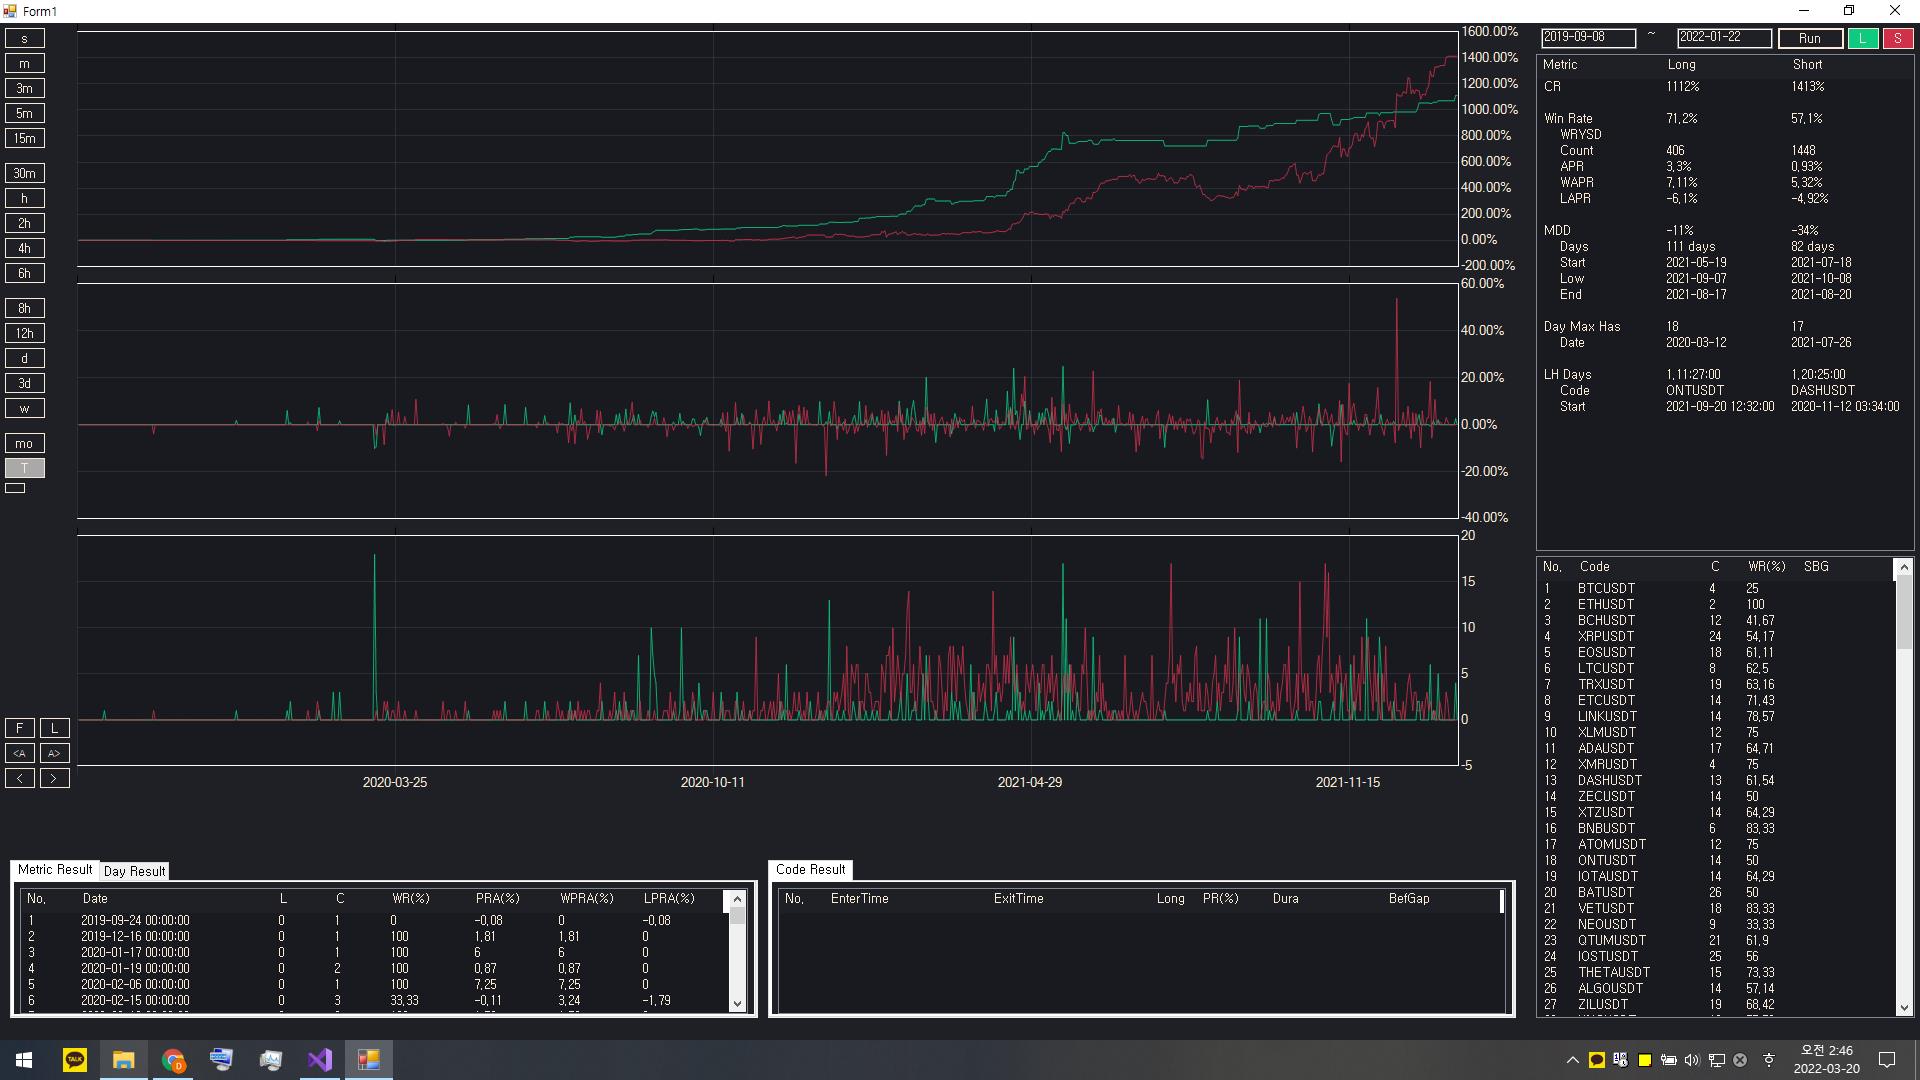 Form1
s
m
3m
5m
15m
30m
h
2h
4h
6h
8h
12h
d
3d
w
mo
T
F L
<A A>
< >
1600.00%
1400.00%
1200.00%
1000.00%
800.00%
600.00%
400.00%
200.00%
0.00%
-200.00%
60.00%
40.00%
20.00%
0.00%
-20.00%
-40.00%
20
15
10
5
0
-5
2020-03-25 2020-10-11 2021-04-29 2021-11-15
2019-09-08 ~ 2022-01-22 Run L S
Metric Long Short
CR 1112% 1413%
Win Rate 71.2% 57.1%
WRYSD
Count 406 1448
APR 3.3% 0.93%
WAPR 7.11% 5.32%
LAPR -6.1% -4.92%
MDD -11% -34%
Days 111 days 82 days
Start 2021-05-19 2021-07-18
Low 2021-09-07 2021-10-08
End 2021-08-17 2021-08-20
Day Max Has 18 17
Date 2020-03-12 2021-07-26
LH Days 1.11:27:00 1.20:25:00
Code ONTUSDT DASHUSDT
Start 2021-09-20 12:32:00 2020-11-12 03:34:00
No. Code C WR(%) SBG
1 BTCUSDT 4 25
2 ETHUSDT 2 100
3 BCHUSDT 12 41.67
4 XRPUSDT 24 54.17
5 EOSUSDT 18 61.11
6 LTCUSDT 8 62.5
7 TRXUSDT 19 63.16
8 ETCUSDT 14 71.43
9 LINKUSDT 14 78.57
10 XLMUSDT 12 75
11 ADAUSDT 17 64.71
12 XMRUSDT 4 75
13 DASHUSDT 13 61.54
14 ZECUSDT 14 50
15 XTZUSDT 14 64.29
16 BNBUSDT 6 83.33
17 ATOMUSDT 12 75
18 ONTUSDT 14 50
19 IOTAUSDT 14 64.29
20 BATUSDT 26 50
21 VETUSDT 18 83.33
22 NEOUSDT 9 33.33
23 QTUMUSDT 21 61.9
24 IOSTUSDT 25 56
25 THETAUSDT 15 73.33
26 ALGOUSDT 14 57.14
27 ZILUSDT 19 68.42
Metric Result Day Result
No. Date L C WR(%) PRA(%) WPRA(%) LPRA(%)
1 2019-09-24 00:00:00 0 1 0 -0.08 0 -0.08
2 2019-12-16 00:00:00 0 1 100 1.81 1.81 0
3 2020-01-17 00:00:00 0 1 100 6 6 0
4 2020-01-19 00:00:00 0 2 100 0.87 0.87 0
5 2020-02-06 00:00:00 0 1 100 7.25 7.25 0
6 2020-02-15 00:00:00 0 3 33.33 -0.11 3.24 -1.79
Code Result
No. EnterTime ExitTime Long PR(%) Dura BefGap
TALK
오전 2:46
2022-03-20